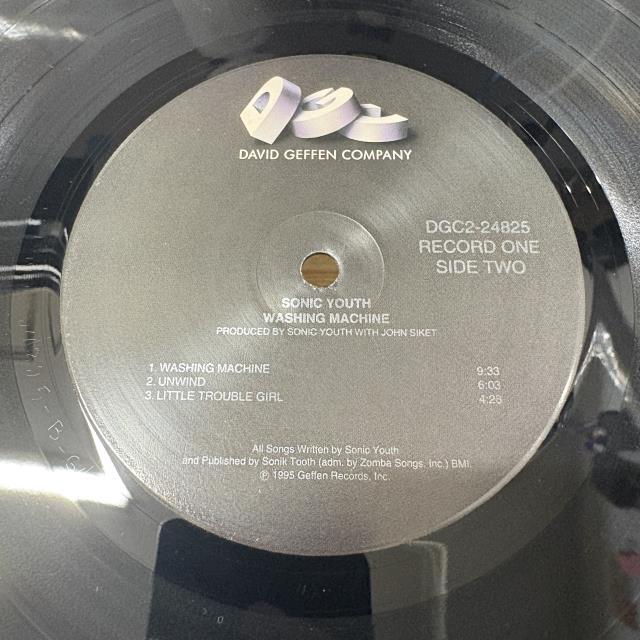 DGC
DAVID GEFFEN COMPANY
DGC2-24825
RECORD ONE
SIDE TWO
SONIC YOUTH
WASHING MACHINE
PRODUCED BY SONIC YOUTH WITH JOHN SIKET
1. WASHING MACHINE 9:33
2. UNWIND 6:03
3. LITTLE TROUBLE GIRL 4:28
All Songs Written by Sonic Youth
and Published by Sonik Tooth (adm. by Zomba Songs, Inc.) BMI.
℗ 1995 Geffen Records, Inc.